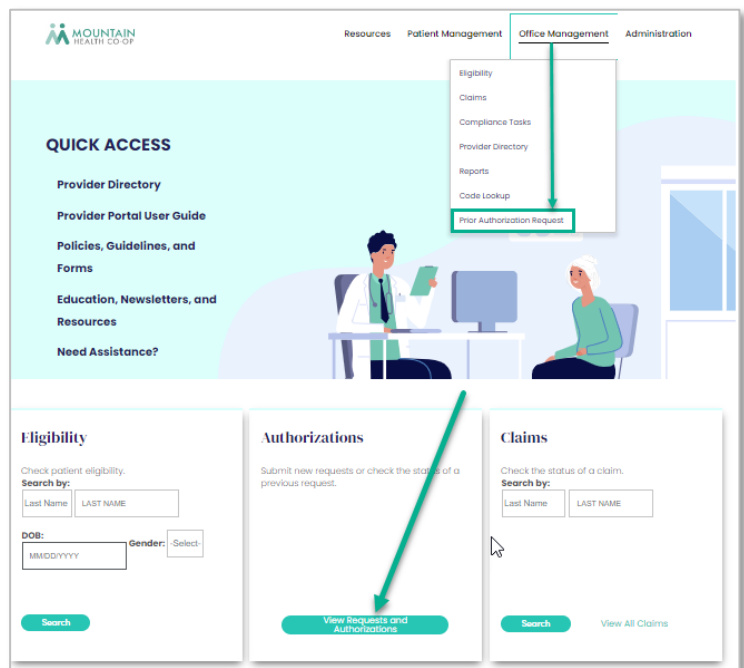 MOUNTAIN
HEALTH CO-OP
Resources Patient Management Office Management Administration
Eligibility
Claims
Compliance Tasks
Provider Directory
Reports
Code Lookup
Prior Authorization Request
QUICK ACCESS
Provider Directory
Provider Portal User Guide
Policies, Guidelines, and
Forms
Education, Newsletters, and
Resources
Need Assistance?
Eligibility
Check patient eligibility.
Search by:
Last Name LAST NAME
DOB:
MM/DD/YYYY
Gender: -Select-
Search
Authorizations
Submit new requests or check the status of a
previous request.
View Requests and
Authorizations
Claims
Check the status of a claim.
Search by:
Last Name LAST NAME
Search View All Claims